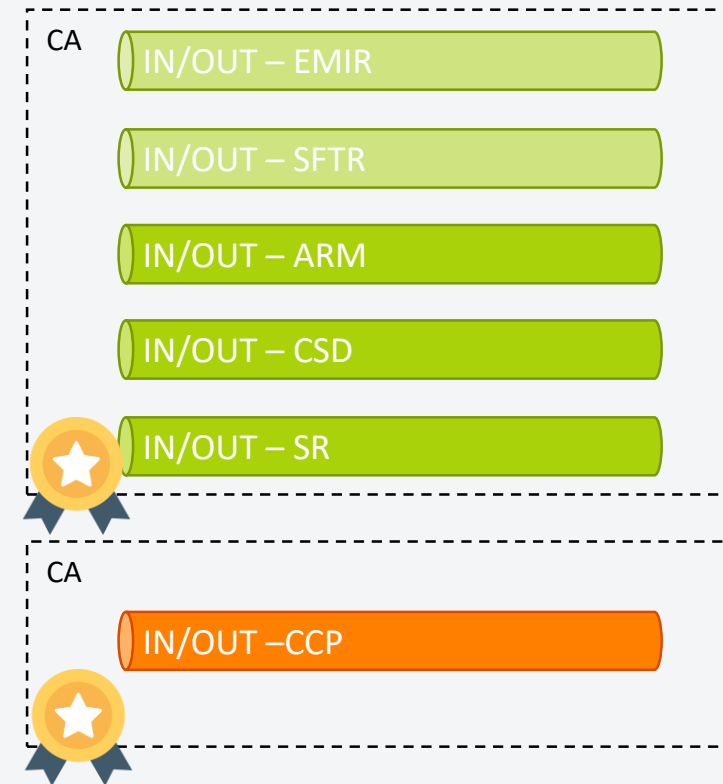 CA
IN/OUT – EMIR
IN/OUT – SFTR
IN/OUT – ARM
IN/OUT – CSD
IN/OUT – SR
CA
IN/OUT –CCP